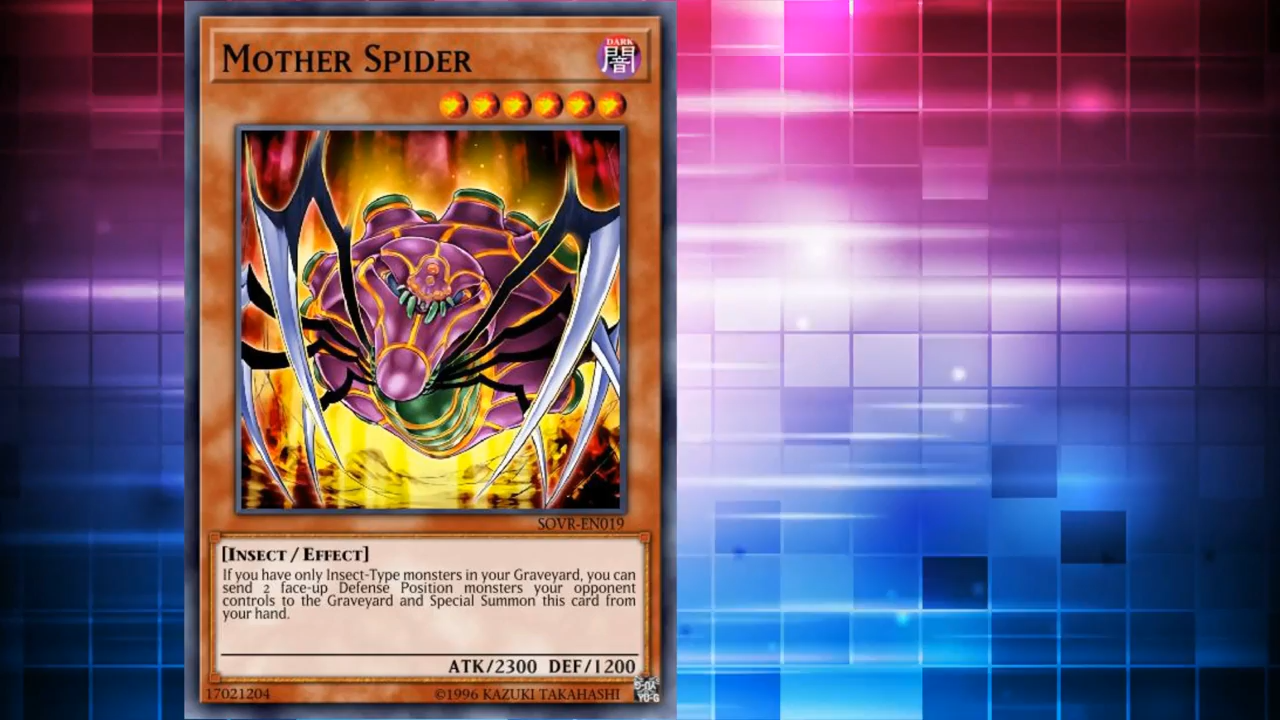 MOTHER SPIDER
DARK
闇
SOVR-EN019
[INSECT / EFFECT]
If you have only Insect-Type monsters in your Graveyard, you can
send 2 face-up Defense Position monsters your opponent
controls to the Graveyard and Special Summon this card from
your hand.
ATK/2300 DEF/1200
17021204
©1996 KAZUKI TAKAHASHI